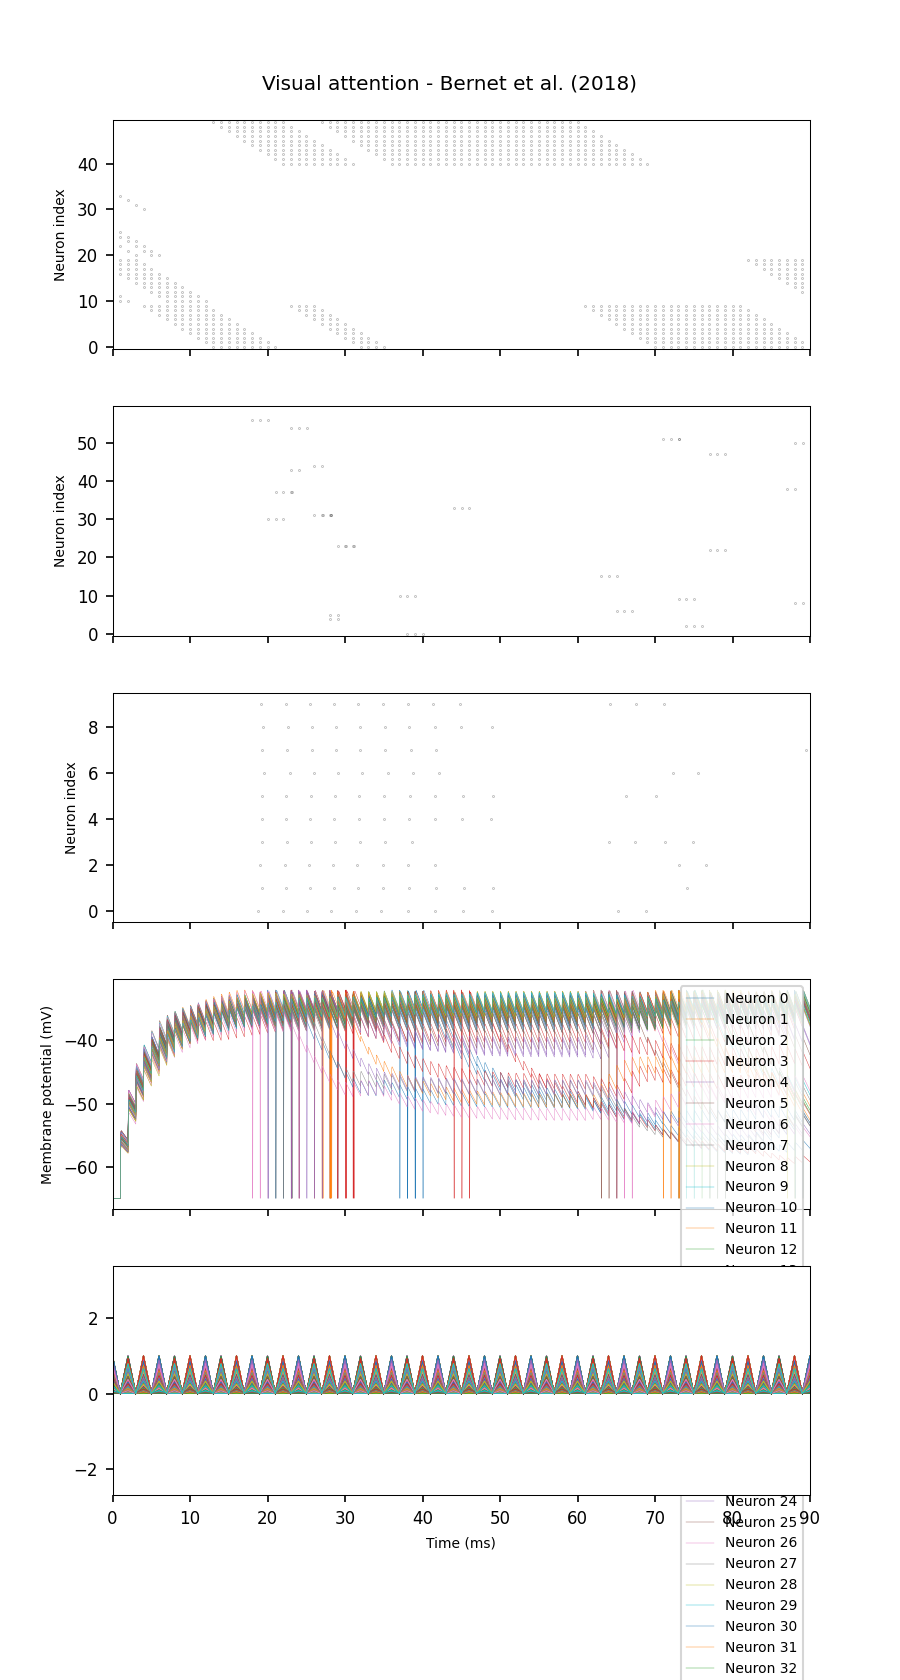 Visual attention - Bernet et al. (2018)
Neuron index
40
30
20
10
0
Neuron index
50
40
30
20
10
0
Neuron index
8
6
4
2
0
Membrane potential (mV)
−40
−50
−60
Neuron 0
Neuron 1
Neuron 2
Neuron 3
Neuron 4
Neuron 5
Neuron 6
Neuron 7
Neuron 8
Neuron 9
Neuron 10
Neuron 11
Neuron 12
2
0
−2
0 10 20 30 40 50 60 70 80 90
Time (ms)
Neuron 24
Neuron 25
Neuron 26
Neuron 27
Neuron 28
Neuron 29
Neuron 30
Neuron 31
Neuron 32